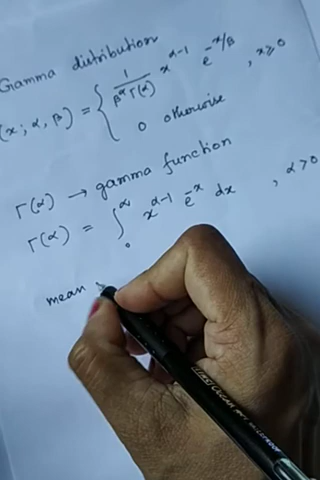 Gamma distribution
(x; α, β) = { 1/(β^α Γ(α)) x^(α-1) e^(-x/β) , x ≥ 0
0 otherwise
Γ(α) → gamma function
Γ(α) = ∫₀^∞ x^(α-1) e^(-x) dx , α > 0
mean